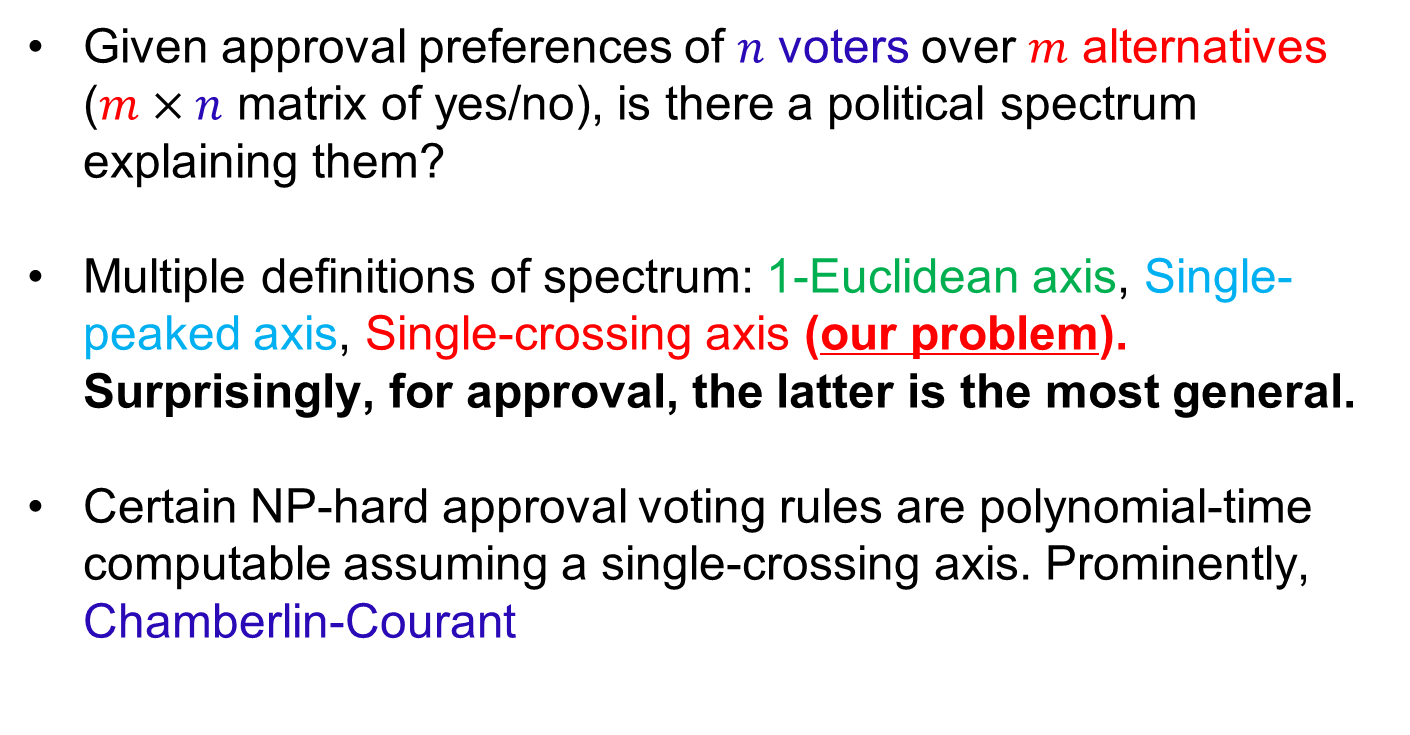 • Given approval preferences of n voters over m alternatives
(m × n matrix of yes/no), is there a political spectrum
explaining them?
• Multiple definitions of spectrum: 1-Euclidean axis, Single-
peaked axis, Single-crossing axis (our problem).
Surprisingly, for approval, the latter is the most general.
• Certain NP-hard approval voting rules are polynomial-time
computable assuming a single-crossing axis. Prominently,
Chamberlin-Courant